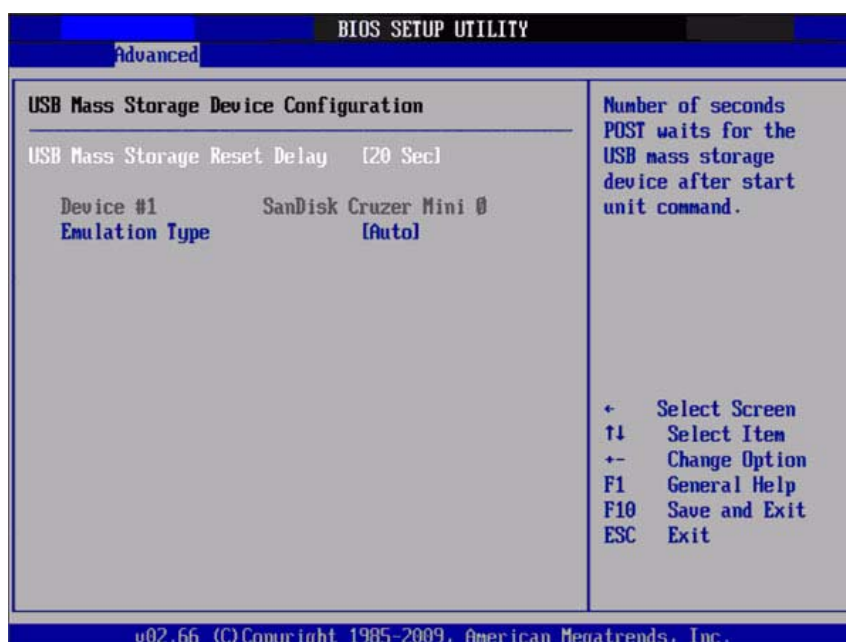 BIOS SETUP UTILITY
Advanced
USB Mass Storage Device Configuration
USB Mass Storage Reset Delay [20 Sec]
Device #1 SanDisk Cruzer Mini 0
Emulation Type [Auto]
Number of seconds
POST waits for the
USB mass storage
device after start
unit command.
← Select Screen
↑↓ Select Item
+- Change Option
F1 General Help
F10 Save and Exit
ESC Exit
v02.66 (C)Copyright 1985-2009, American Megatrends, Inc.